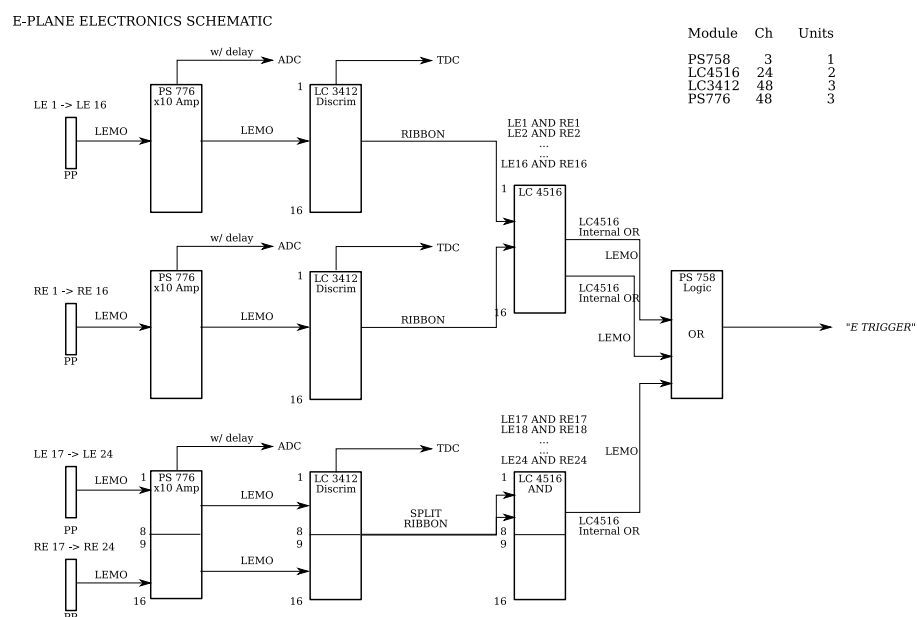 E-PLANE ELECTRONICS SCHEMATIC
Module Ch Units
PS758 3 1
LC4516 24 2
LC3412 48 3
PS776 48 3
w/ delay
ADC
TDC
LE 1 -> LE 16
LEMO
PP
PS 776
x10 Amp
LEMO
1
LC 3412
Discrim
16
RIBBON
LE1 AND RE1
LE2 AND RE2
...
...
LE16 AND RE16
1
LC 4516
16
LC4516
Internal OR
LEMO
LC4516
Internal OR
LEMO
w/ delay
ADC
TDC
RE 1 -> RE 16
LEMO
PP
PS 776
x10 Amp
LEMO
1
LC 3412
Discrim
16
RIBBON
PS 758
Logic
OR
"E TRIGGER"
w/ delay
ADC
TDC
LE 17 -> LE 24
LEMO
PP
RE 17 -> RE 24
LEMO
PP
1
PS 776
x10 Amp
8
9
16
LEMO
LEMO
1
LC 3412
Discrim
8
9
16
SPLIT
RIBBON
LE17 AND RE17
LE18 AND RE18
...
...
LE24 AND RE24
1
LC 4516
AND
8
9
16
LEMO
LC4516
Internal OR